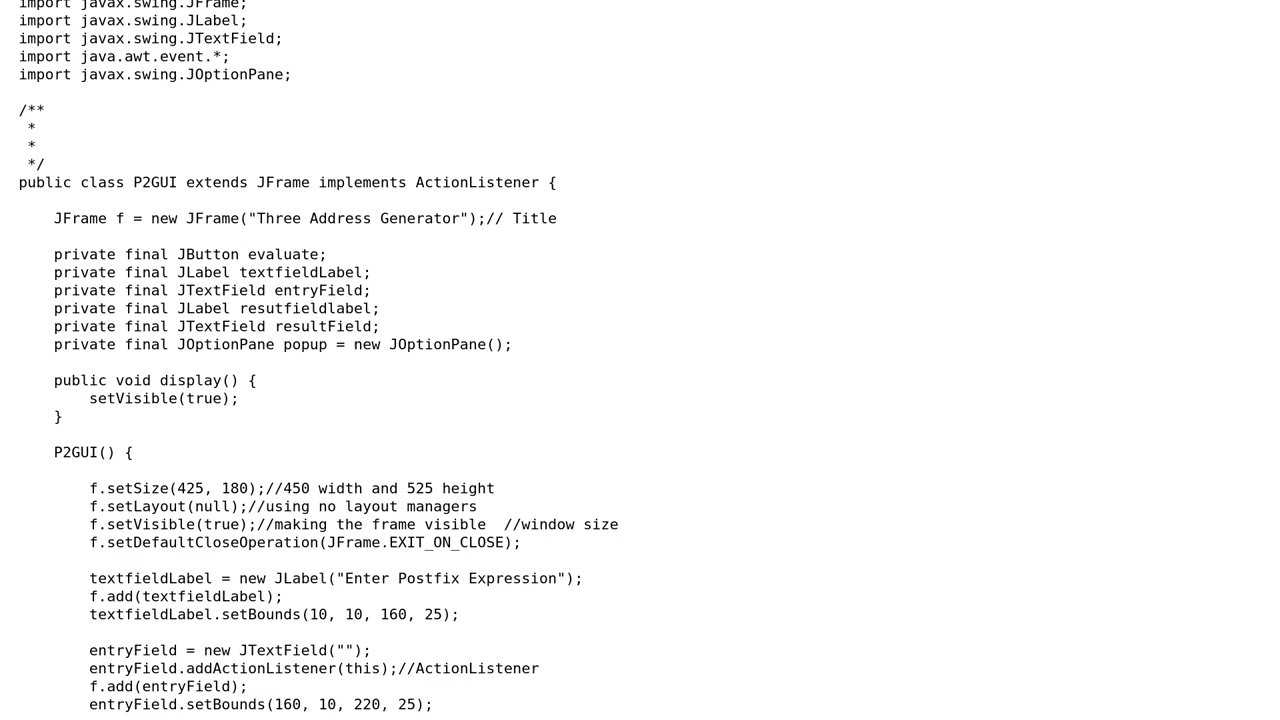 import javax.swing.JFrame;
import javax.swing.JLabel;
import javax.swing.JTextField;
import java.awt.event.*;
import javax.swing.JOptionPane;

/**
 *
 *
 */
public class P2GUI extends JFrame implements ActionListener {

    JFrame f = new JFrame("Three Address Generator");// Title

    private final JButton evaluate;
    private final JLabel textfieldLabel;
    private final JTextField entryField;
    private final JLabel resutfieldlabel;
    private final JTextField resultField;
    private final JOptionPane popup = new JOptionPane();

    public void display() {
        setVisible(true);
    }

    P2GUI() {

        f.setSize(425, 180);//450 width and 525 height
        f.setLayout(null);//using no layout managers
        f.setVisible(true);//making the frame visible  //window size
        f.setDefaultCloseOperation(JFrame.EXIT_ON_CLOSE);

        textfieldLabel = new JLabel("Enter Postfix Expression");
        f.add(textfieldLabel);
        textfieldLabel.setBounds(10, 10, 160, 25);

        entryField = new JTextField("");
        entryField.addActionListener(this);//ActionListener
        f.add(entryField);
        entryField.setBounds(160, 10, 220, 25);